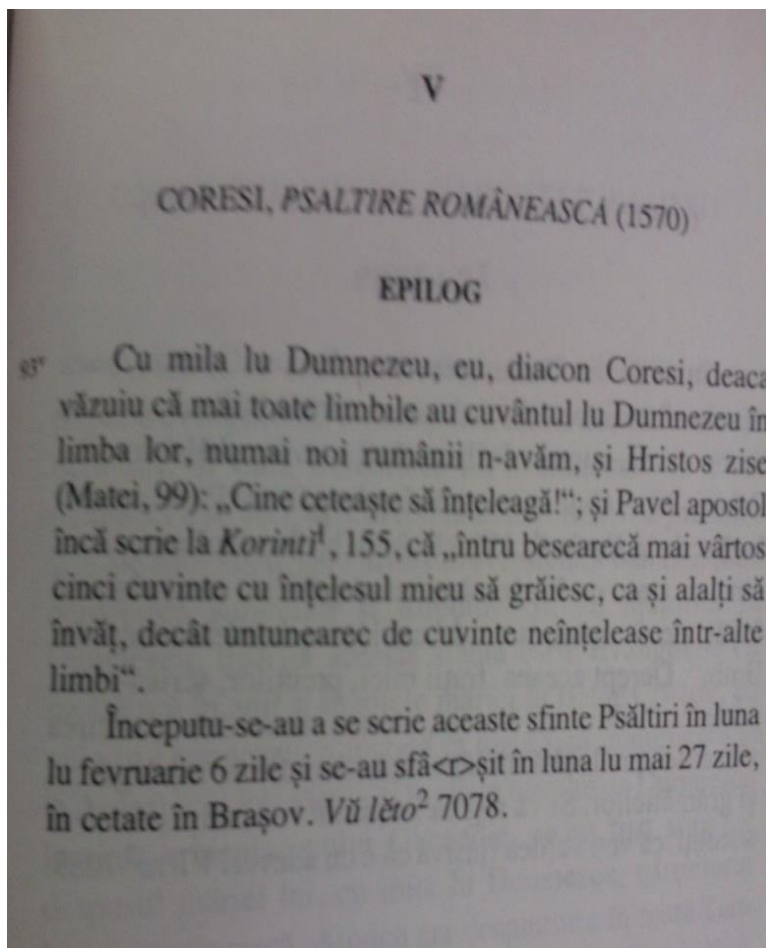 V
CORESI, PSALTIRE ROMÂNEASCĂ (1570)
EPILOG
93ᵛ Cu mila lu Dumnezeu, eu, diacon Coresi, deaca
văzuiu că mai toate limbile au cuvântul lu Dumnezeu în
limba lor, numai noi rumânii n-avăm, și Hristos zise
(Matei, 99): „Cine ceteaște să înțeleagă!“; și Pavel apostol
încă scrie la Korinti¹, 155, că „întru besearecă mai vârtos
cinci cuvinte cu înțelesul mieu să grăiesc, ca și alalți să
învăț, decât untunearec de cuvinte neînțelease într-alte
limbi“.
Începutu-se-au a se scrie aceaste sfinte Psăltiri în luna
lu fevruarie 6 zile și se-au sfâ<r>șit în luna lu mai 27 zile,
în cetate în Brașov. Vŭ lěto² 7078.